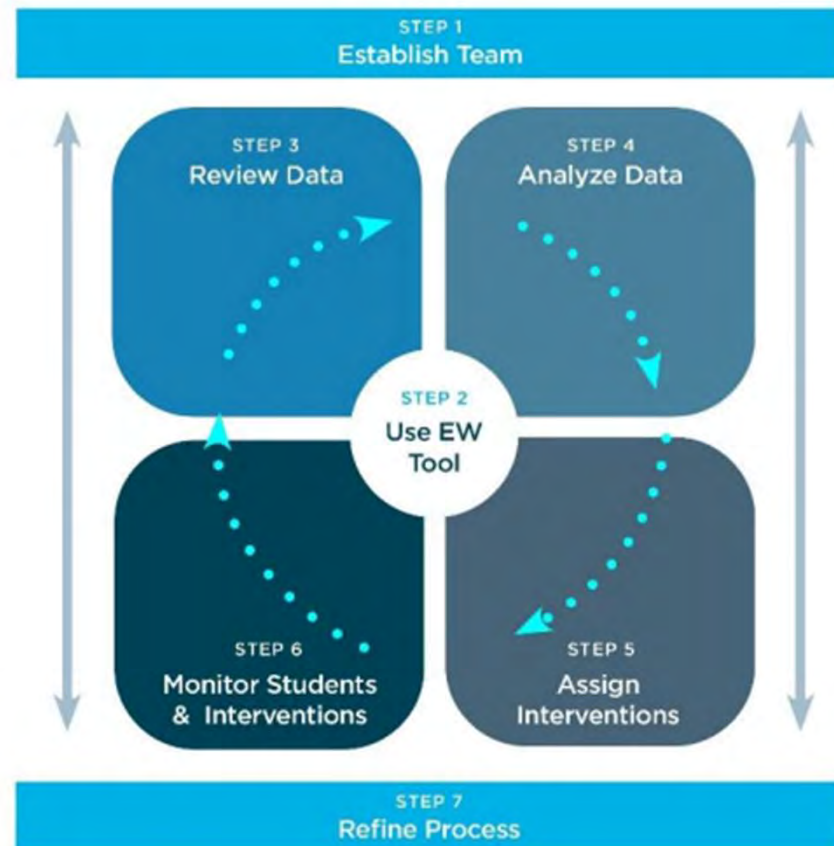 STEP 1
Establish Team
STEP 3
Review Data
STEP 4
Analyze Data
STEP 2
Use EW
Tool
STEP 6
Monitor Students
& Interventions
STEP 5
Assign
Interventions
STEP 7
Refine Process